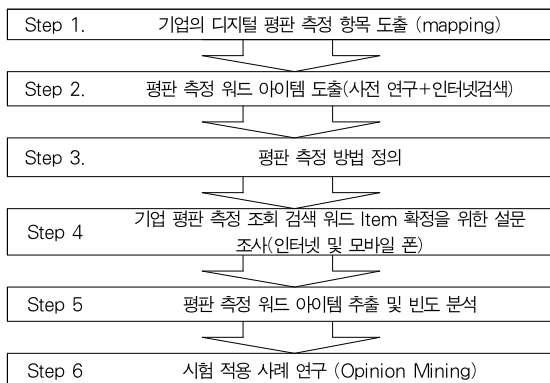 Step 1. 기업의 디지털 평판 측정 항목 도출 (mapping)
Step 2. 평판 측정 워드 아이템 도출(사전 연구+인터넷검색)
Step 3. 평판 측정 방법 정의
Step 4 기업 평판 측정 조회 검색 워드 Item 확정을 위한 설문
조사(인터넷 및 모바일 폰)
Step 5 평판 측정 워드 아이템 추출 및 빈도 분석
Step 6 시험 적용 사례 연구 (Opinion Mining)